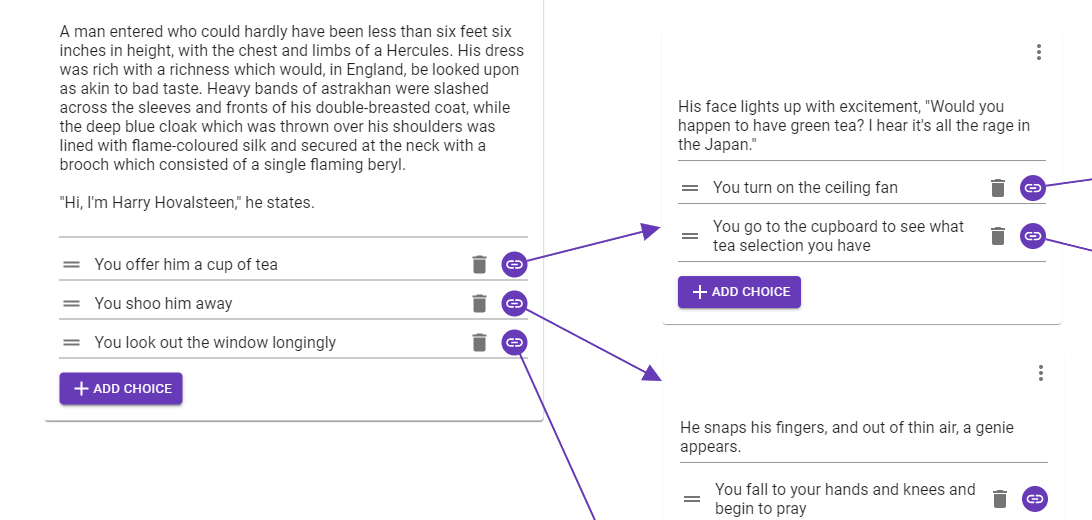 A man entered who could hardly have been less than six feet six
inches in height, with the chest and limbs of a Hercules. His dress
was rich with a richness which would, in England, be looked upon
as akin to bad taste. Heavy bands of astrakhan were slashed
across the sleeves and fronts of his double-breasted coat, while
the deep blue cloak which was thrown over his shoulders was
lined with flame-coloured silk and secured at the neck with a
brooch which consisted of a single flaming beryl.
"Hi, I'm Harry Hovalsteen," he states.
You offer him a cup of tea
You shoo him away
You look out the window longingly
ADD CHOICE
His face lights up with excitement, "Would you
happen to have green tea? I hear it's all the rage in
the Japan."
You turn on the ceiling fan
You go to the cupboard to see what
tea selection you have
ADD CHOICE
He snaps his fingers, and out of thin air, a genie
appears.
You fall to your hands and knees and
begin to pray